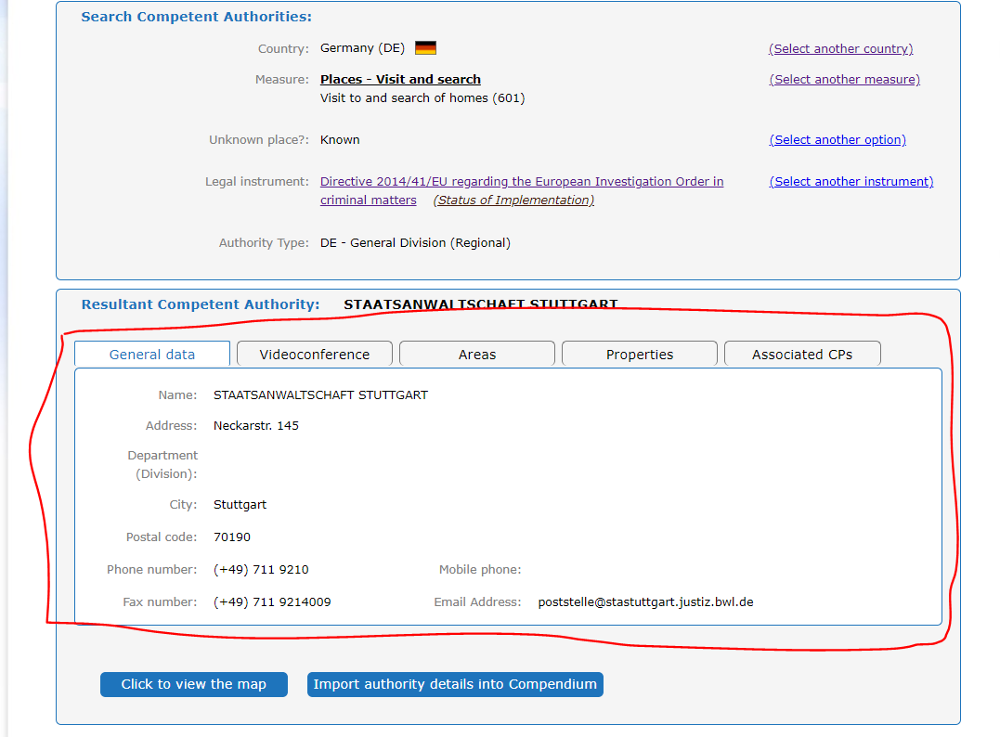 Search Competent Authorities:
Country: Germany (DE) (Select another country)
Measure: Places - Visit and search (Select another measure)
Visit to and search of homes (601)
Unknown place?: Known (Select another option)
Legal instrument: Directive 2014/41/EU regarding the European Investigation Order in (Select another instrument)
criminal matters (Status of Implementation)
Authority Type: DE - General Division (Regional)
Resultant Competent Authority: STAATSANWALTSCHAFT STUTTGART
General data Videoconference Areas Properties Associated CPs
Name: STAATSANWALTSCHAFT STUTTGART
Address: Neckarstr. 145
Department
(Division):
City: Stuttgart
Postal code: 70190
Phone number: (+49) 711 9210 Mobile phone:
Fax number: (+49) 711 9214009 Email Address: poststelle@stastuttgart.justiz.bwl.de
Click to view the map Import authority details into Compendium